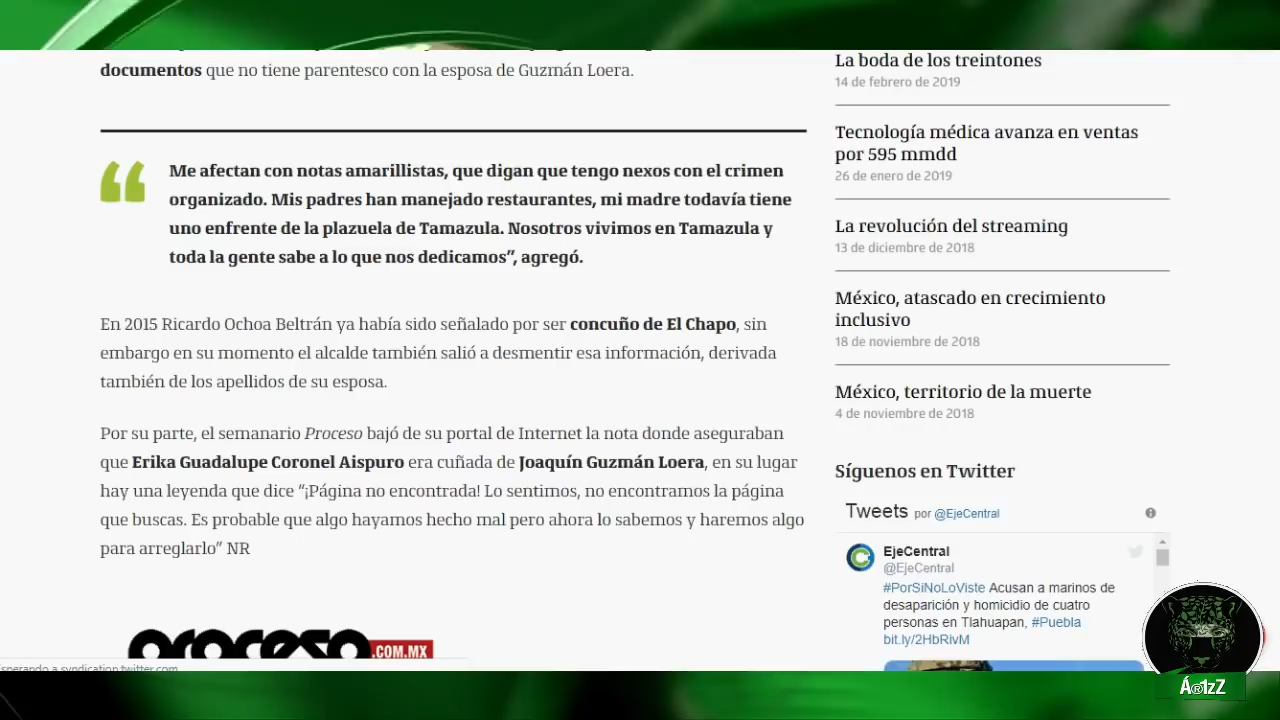 documentos que no tiene parentesco con la esposa de Guzmán Loera.
“ Me afectan con notas amarillistas, que digan que tengo nexos con el crimen
organizado. Mis padres han manejado restaurantes, mi madre todavía tiene
uno enfrente de la plazuela de Tamazula. Nosotros vivimos en Tamazula y
toda la gente sabe a lo que nos dedicamos”, agregó.
En 2015 Ricardo Ochoa Beltrán ya había sido señalado por ser concuño de El Chapo, sin
embargo en su momento el alcalde también salió a desmentir esa información, derivada
también de los apellidos de su esposa.
Por su parte, el semanario Proceso bajó de su portal de Internet la nota donde aseguraban
que Erika Guadalupe Coronel Aispuro era cuñada de Joaquín Guzmán Loera, en su lugar
hay una leyenda que dice “¡Página no encontrada! Lo sentimos, no encontramos la página
que buscas. Es probable que algo hayamos hecho mal pero ahora lo sabemos y haremos algo
para arreglarlo” NR
proceso .COM.MX
sperando a syndication.twitter.com
La boda de los treintones
14 de febrero de 2019
Tecnología médica avanza en ventas
por 595 mmdd
26 de enero de 2019
La revolución del streaming
13 de diciembre de 2018
México, atascado en crecimiento
inclusivo
18 de noviembre de 2018
México, territorio de la muerte
4 de noviembre de 2018
Síguenos en Twitter
Tweets por @EjeCentral
EjeCentral
@EjeCentral
#PorSiNoLoViste Acusan a marinos de
desaparición y homicidio de cuatro
personas en Tlahuapan, #Puebla
bit.ly/2HbRivM
Á®1zZ